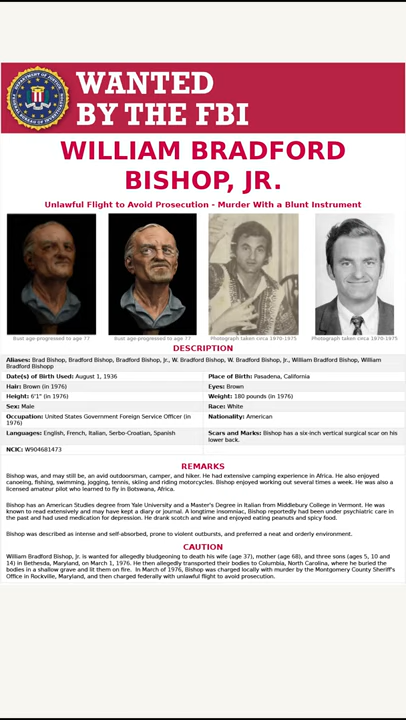 WANTED
BY THE FBI
WILLIAM BRADFORD
BISHOP, JR.
Unlawful Flight to Avoid Prosecution - Murder With a Blunt Instrument
Bust age-progressed to age 77
Bust age-progressed to age 77
Photograph taken circa 1970-1975
Photograph taken circa 1970-1975
DESCRIPTION
Aliases: Brad Bishop, Bradford Bishop, Bradford Bishop, Jr., W. Bradford Bishop, W. Bradford Bishop, Jr., William Bradford Bishop, William
Bradford Bishopp
Date(s) of Birth Used: August 1, 1936
Place of Birth: Pasadena, California
Hair: Brown (in 1976)
Eyes: Brown
Height: 6'1" (in 1976)
Weight: 180 pounds (in 1976)
Sex: Male
Race: White
Occupation: United States Government Foreign Service Officer (in
1976)
Nationality: American
Languages: English, French, Italian, Serbo-Croatian, Spanish
Scars and Marks: Bishop has a six-inch vertical surgical scar on his
lower back.
NCIC: W904681473
REMARKS
Bishop was, and may still be, an avid outdoorsman, camper, and hiker. He had extensive camping experience in Africa. He also enjoyed
canoeing, fishing, swimming, jogging, tennis, skiing and riding motorcycles. Bishop enjoyed working out several times a week. He was also a
licensed amateur pilot who learned to fly in Botswana, Africa.
Bishop has an American Studies degree from Yale University and a Master's Degree in Italian from Middlebury College in Vermont. He was
known to read extensively and may have kept a diary or journal. A longtime insomniac, Bishop reportedly had been under psychiatric care in
the past and had used medication for depression. He drank scotch and wine and enjoyed eating peanuts and spicy food.
Bishop was described as intense and self-absorbed, prone to violent outbursts, and preferred a neat and orderly environment.
CAUTION
William Bradford Bishop, Jr. is wanted for allegedly bludgeoning to death his wife (age 37), mother (age 68), and three sons (ages 5, 10 and
14) in Bethesda, Maryland, on March 1, 1976. He then allegedly transported their bodies to Columbia, North Carolina, where he buried the
bodies in a shallow grave and lit them on fire. In March of 1976, Bishop was charged locally with murder by the Montgomery County Sheriff's
Office in Rockville, Maryland, and then charged federally with unlawful flight to avoid prosecution.